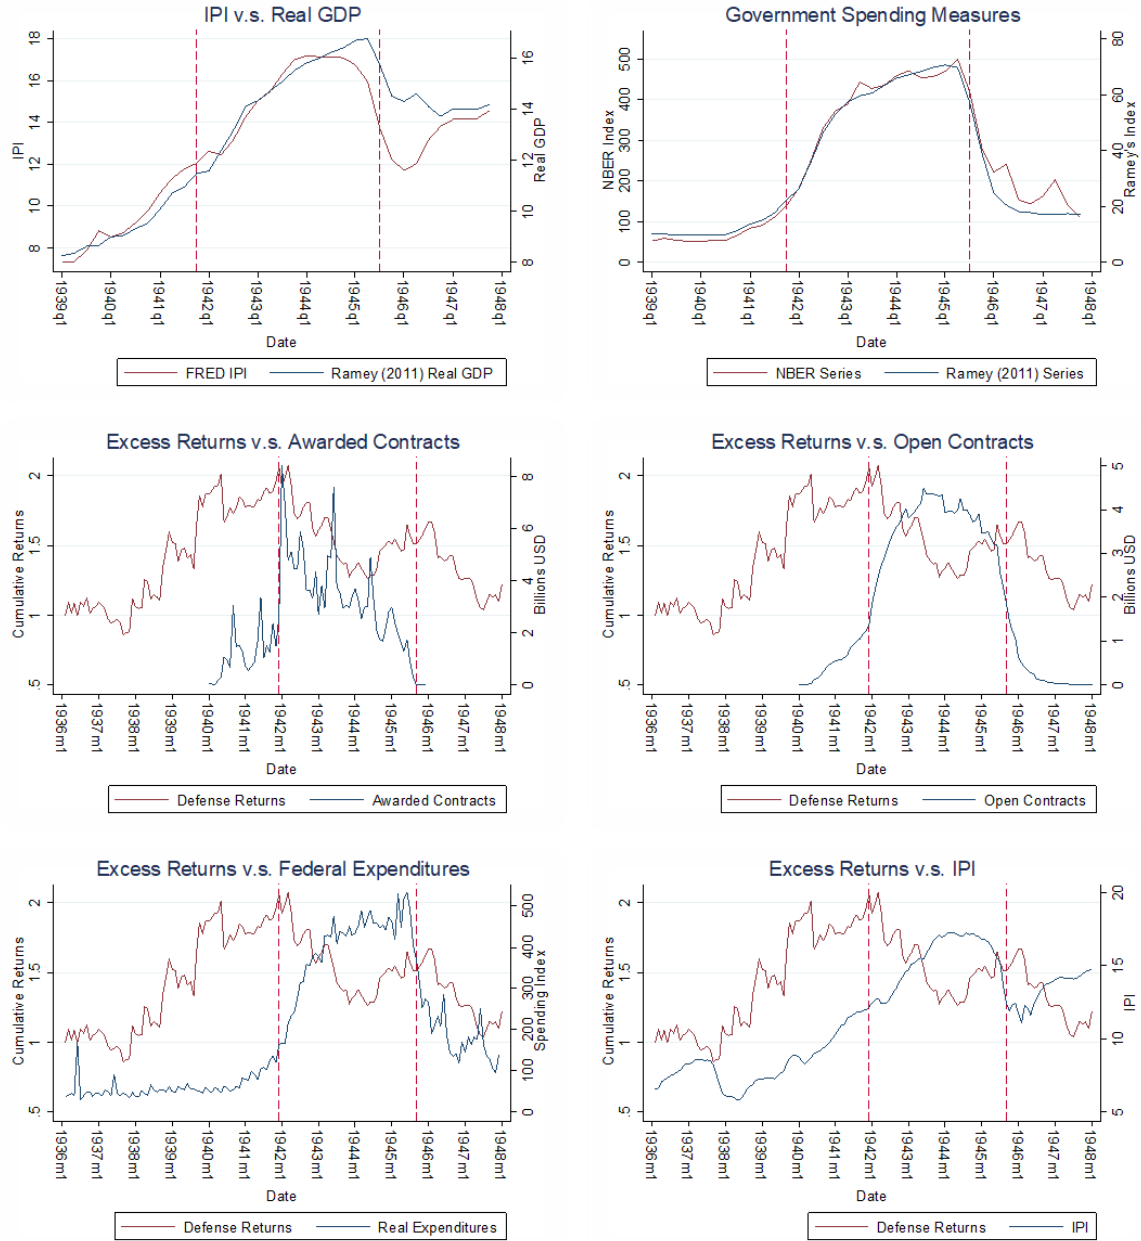 IPI v.s. Real GDP
18
16
14
12
10
8
IPI
16
14
12
10
8
Real GDP
1939q1
1940q1
1941q1
1942q1
1943q1
1944q1
1945q1
1946q1
1947q1
1948q1
Date
FRED IPI
Ramey (2011) Real GDP
Government Spending Measures
500
400
300
200
100
0
NBER Index
80
60
40
20
0
Ramey's Index
1939q1
1940q1
1941q1
1942q1
1943q1
1944q1
1945q1
1946q1
1947q1
1948q1
Date
NBER Series
Ramey (2011) Series
Excess Returns v.s. Awarded Contracts
2
1.5
1
.5
Cumulative Returns
8
6
4
2
0
Billions USD
1936m1
1937m1
1938m1
1939m1
1940m1
1941m1
1942m1
1943m1
1944m1
1945m1
1946m1
1947m1
1948m1
Date
Defense Returns
Awarded Contracts
Excess Returns v.s. Open Contracts
2
1.5
1
.5
Cumulative Returns
5
4
3
2
1
0
Billions USD
1936m1
1937m1
1938m1
1939m1
1940m1
1941m1
1942m1
1943m1
1944m1
1945m1
1946m1
1947m1
1948m1
Date
Defense Returns
Open Contracts
Excess Returns v.s. Federal Expenditures
2
1.5
1
.5
Cumulative Returns
500
400
300
200
100
0
Spending Index
1936m1
1937m1
1938m1
1939m1
1940m1
1941m1
1942m1
1943m1
1944m1
1945m1
1946m1
1947m1
1948m1
Date
Defense Returns
Real Expenditures
Excess Returns v.s. IPI
2
1.5
1
.5
Cumulative Returns
20
15
10
5
IPI
1936m1
1937m1
1938m1
1939m1
1940m1
1941m1
1942m1
1943m1
1944m1
1945m1
1946m1
1947m1
1948m1
Date
Defense Returns
IPI